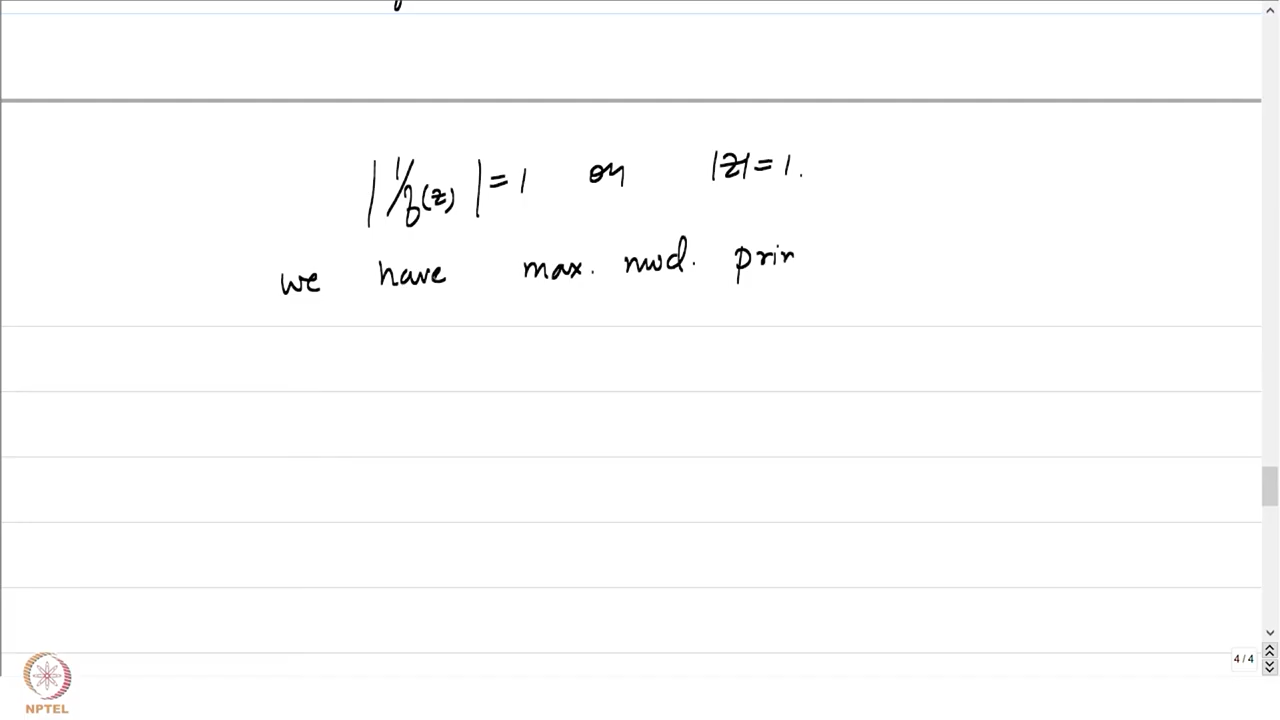 | 1/f(z) | = 1 on |z| = 1.
we have max. mod. prin
4 / 4
NPTEL